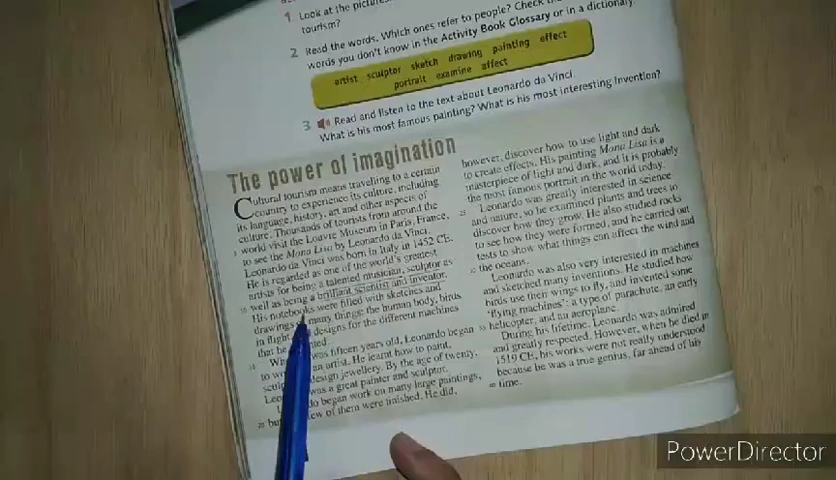 1 Look at the pictures
tourism?
2 Read the words. Which ones refer to people? Check the
words you don't know in the Activity Book Glossary or in a dictionary.
artist sculptor sketch drawing painting effect
portrait examine affect
3 Read and listen to the text about Leonardo da Vinci.
What is his most famous painting? What is his most interesting invention?
The power of imagination
Cultural tourism means travelling to a certain
country to experience its culture, including
its language, history, art and other aspects of
culture. Thousands of tourists from around the
5 world visit the Louvre Museum in Paris, France,
to see the Mona Lisa by Leonardo da Vinci.
Leonardo da Vinci was born in Italy in 1452 CE.
He is regarded as one of the world's greatest
artists for being a talented musician, sculptor as
10 well as being a brilliant scientist and inventor.
His notebooks were filled with sketches and
drawings many things: the human body, birds
in flight designs for the different machines
that he
was fifteen years old, Leonardo began
to an artist. He learnt how to paint,
design jewellery. By the age of twenty,
was a great painter and sculptor.
began work on many large paintings,
20 of them were finished. He did,
however, discover how to use light and dark
to create effects. His painting Mona Lisa is a
masterpiece of light and dark, and it is probably
the most famous portrait in the world today.
25 Leonardo was greatly interested in science
and nature, so he examined plants and trees to
discover how they grow. He also studied rocks
to see how they were formed, and he carried out
tests to show what things can affect the wind and
30 the oceans.
Leonardo was also very interested in machines
and sketched many inventions. He studied how
birds use their wings to fly, and invented some
'flying machines': a type of parachute, an early
35 helicopter, and an aeroplane.
During his lifetime, Leonardo was admired
and greatly respected. However, when he died in
1519 CE, his works were not really understood
because he was a true genius, far ahead of his
40 time.
PowerDirector